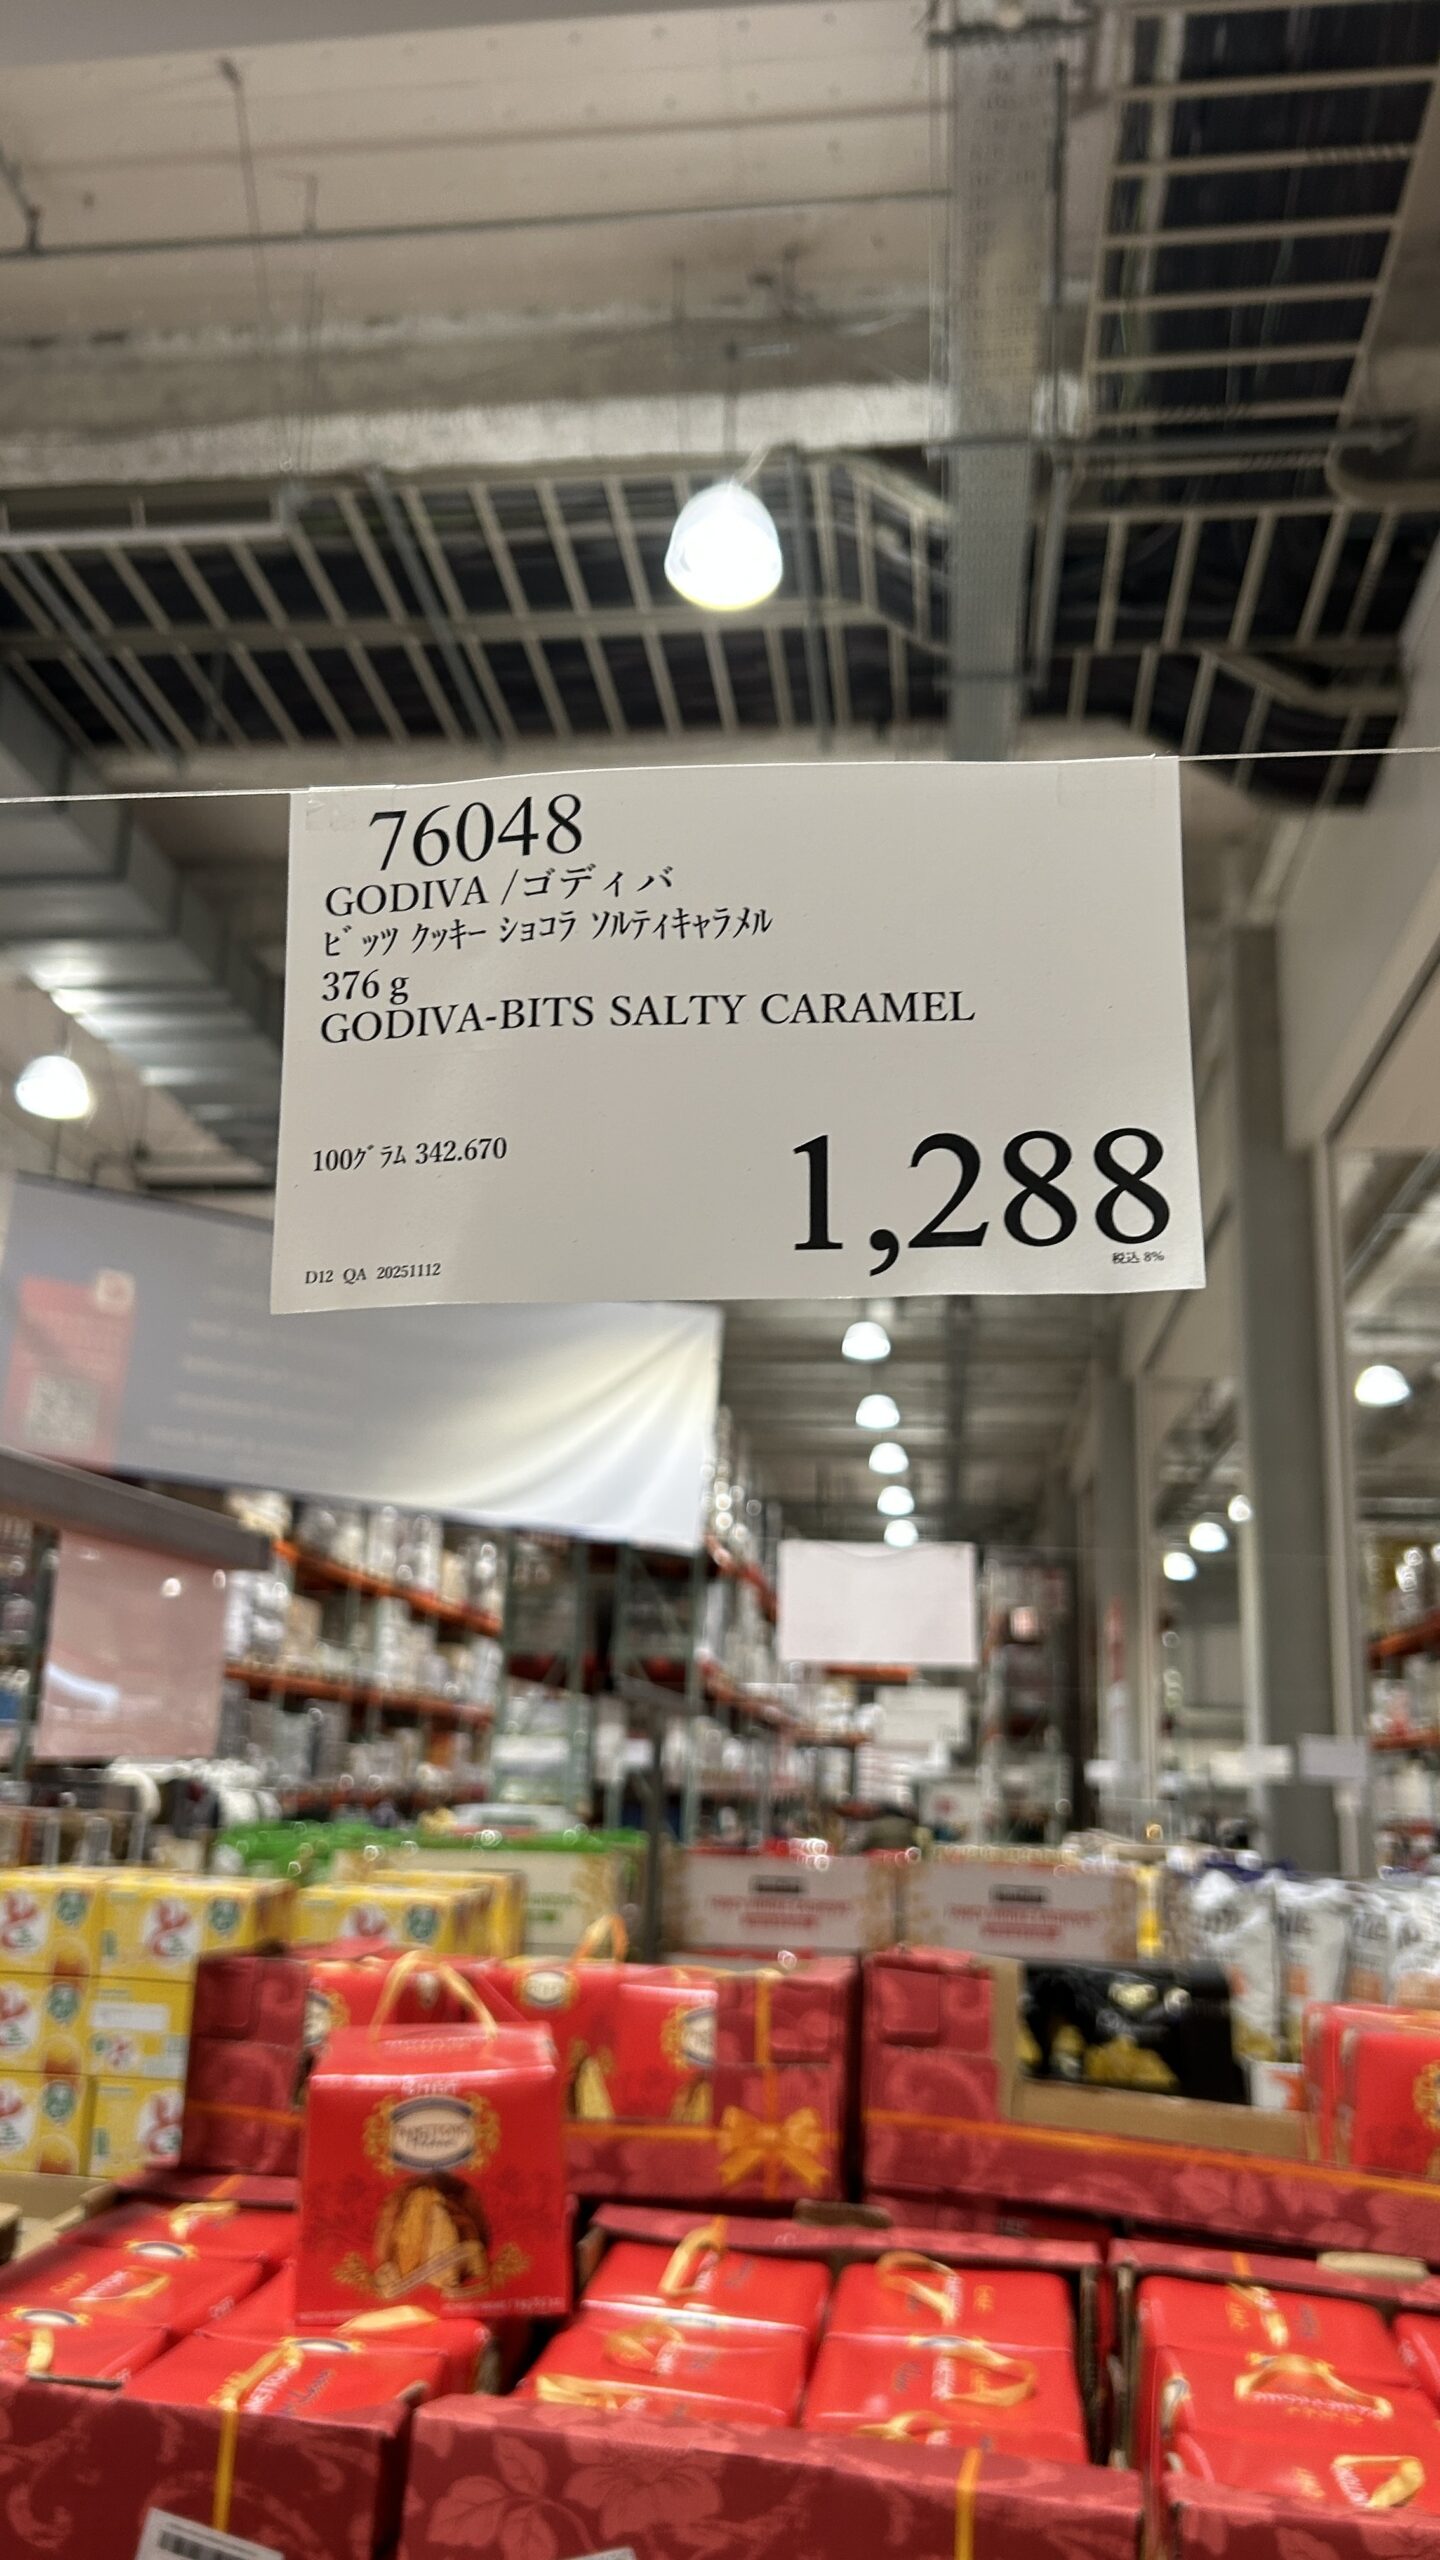 76048
GODIVA /ゴディバ
ﾋﾞｯﾂ ｸｯｷｰ ｼｮｺﾗ ｿﾙﾃｨｷｬﾗﾒﾙ
376 g
GODIVA-BITS SALTY CARAMEL
100ｸﾞﾗﾑ 342.670
1,288
税込 8%
D12 QA 20251112